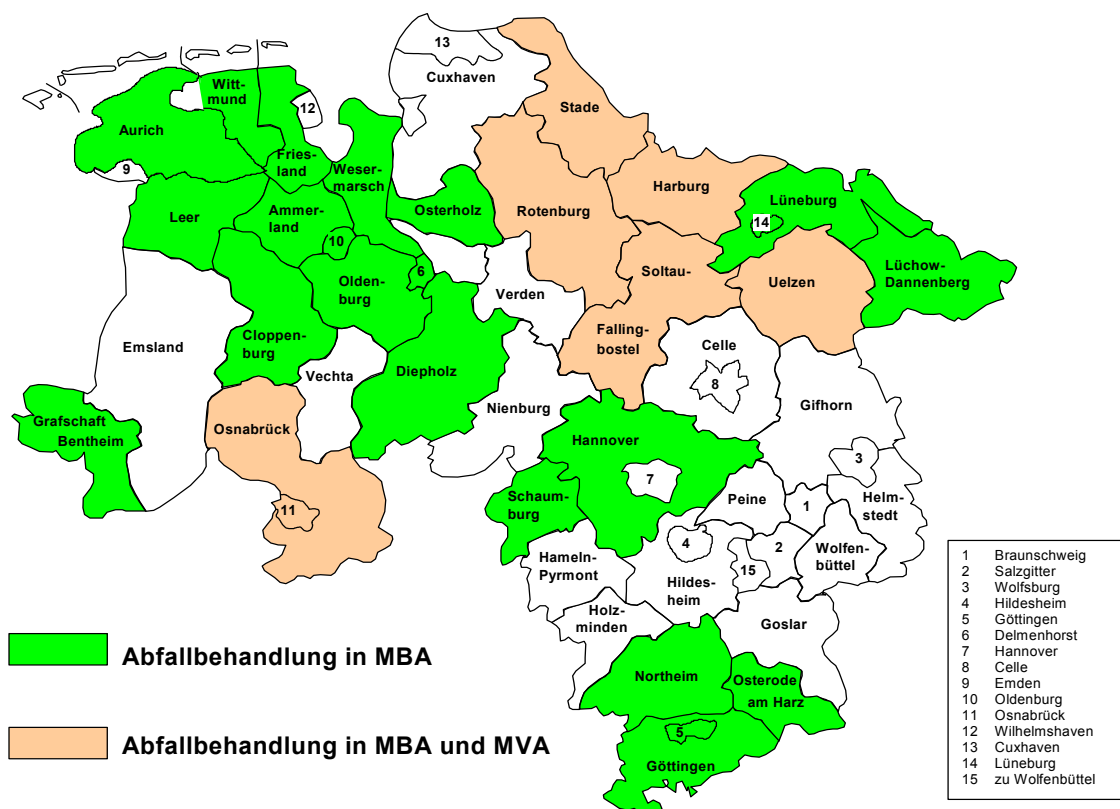 13
Cuxhaven
Stade
Witt-
mund
12
Aurich
9
Fries-
land
Weser-
marsch
Harburg
Leer
Ammer-
land
Osterholz
Rotenburg
Lüneburg
14
10
6
Olden-
burg
Soltau-
Uelzen
Lüchow-
Dannenberg
Verden
Falling-
bostel
Emsland
Cloppen-
burg
Vechta
Diepholz
Celle
8
Nienburg
Gifhorn
Grafschaft
Bentheim
Osnabrück
Hannover
7
3
Schaum-
burg
Peine
1
Helm-
stedt
11
4
2
15
Wolfen-
büttel
Hameln-
Pyrmont
Hildes-
heim
Holz-
minden
Goslar
Northeim
Osterode
am Harz
5
Göttingen
Abfallbehandlung in MBA
Abfallbehandlung in MBA und MVA
1 Braunschweig
2 Salzgitter
3 Wolfsburg
4 Hildesheim
5 Göttingen
6 Delmenhorst
7 Hannover
8 Celle
9 Emden
10 Oldenburg
11 Osnabrück
12 Wilhelmshaven
13 Cuxhaven
14 Lüneburg
15 zu Wolfenbüttel